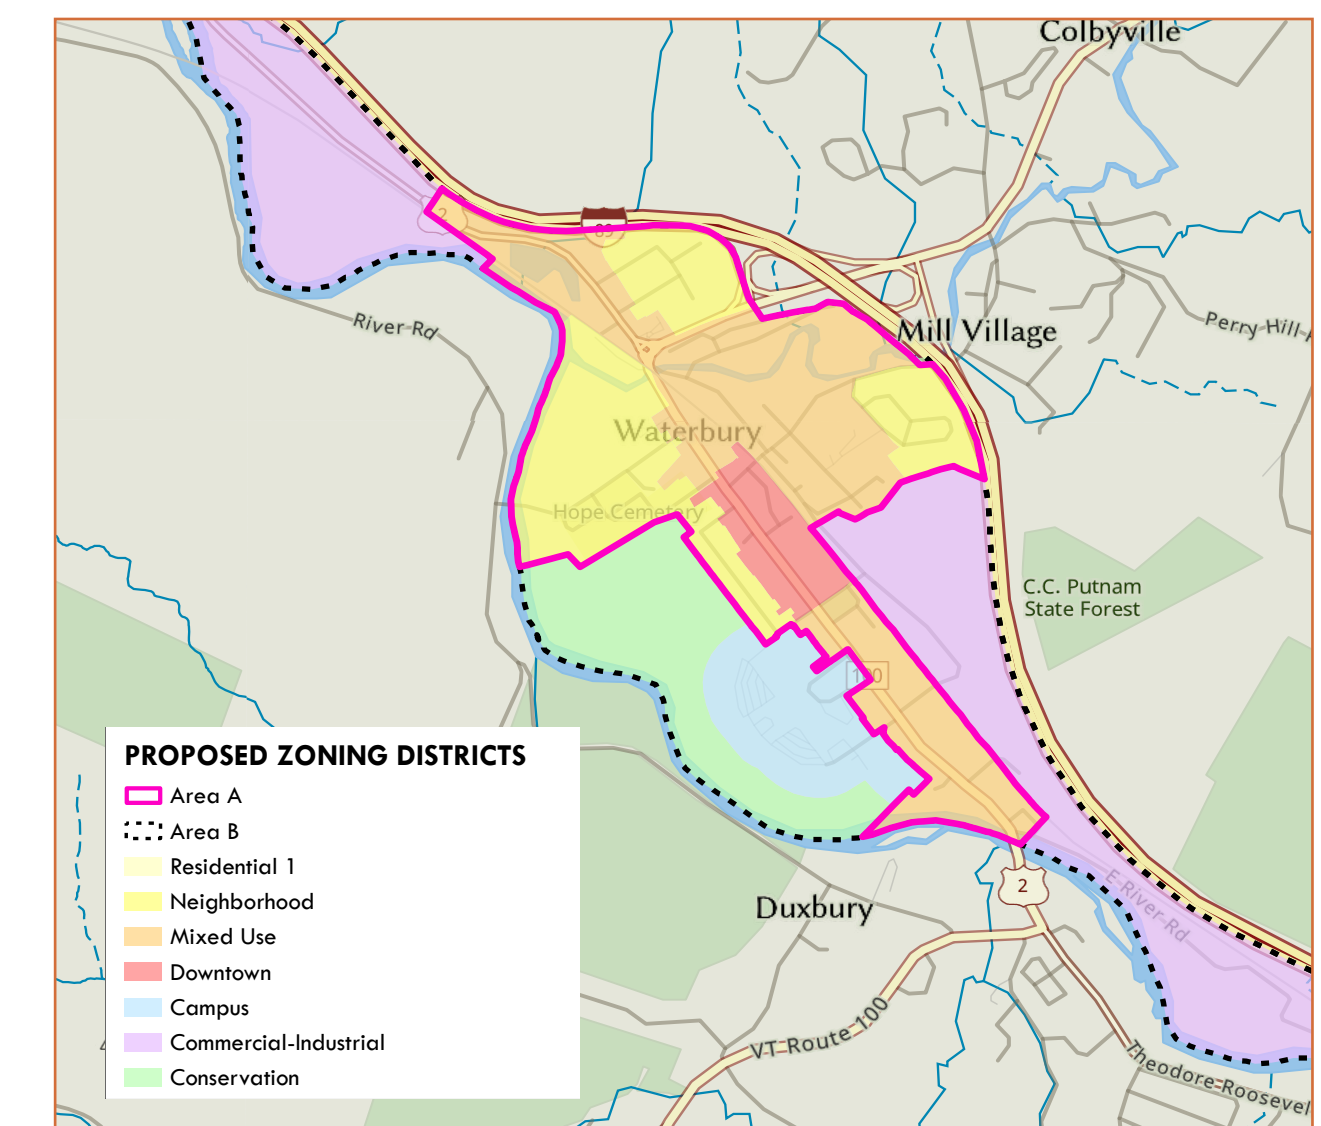 Colbyville
2
89
River Rd
Mill Village
Perry Hill
Waterbury
Hope Cemetery
C.C. Putnam
State Forest
100
PROPOSED ZONING DISTRICTS
Area A
Area B
Residential 1
Neighborhood
Mixed Use
Downtown
Campus
Commercial-Industrial
Conservation
2
E River Rd
Duxbury
VT Route 100
Theodore Roosevel